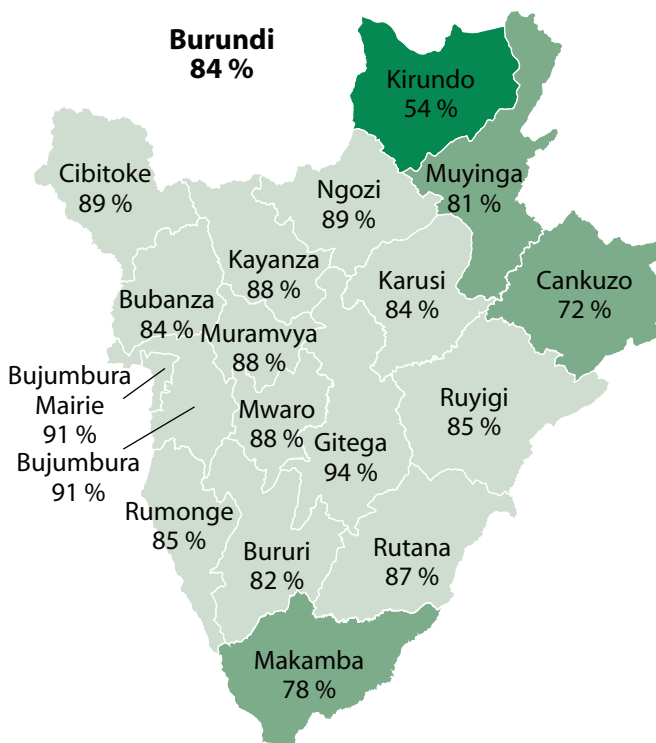 Burundi
84 %
Kirundo
54 %
Cibitoke
89 %
Ngozi
89 %
Muyinga
81 %
Kayanza
88 %
Karusi
84 %
Cankuzo
72 %
Bubanza
84 %
Muramvya
88 %
Bujumbura
Mairie
91 %
Mwaro
88 %
Ruyigi
85 %
Gitega
94 %
Bujumbura
91 %
Rumonge
85 %
Bururi
82 %
Rutana
87 %
Makamba
78 %